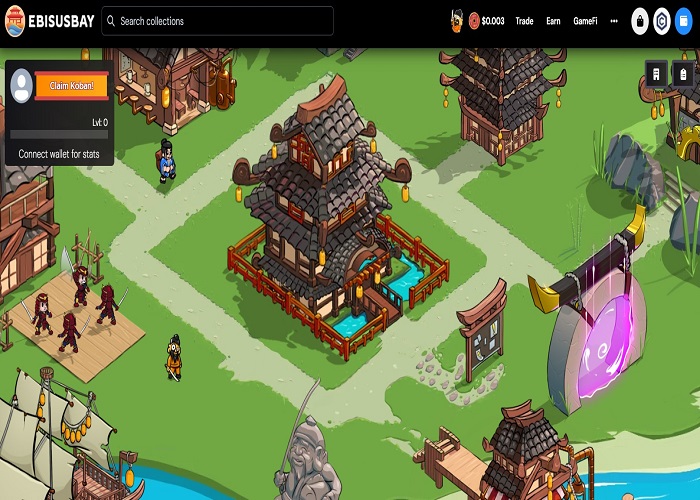 EBISUSBAY
Search collections
$0.003
Trade
Earn
GameFi
Claim Koban!
Lvl: 0
Connect wallet for stats